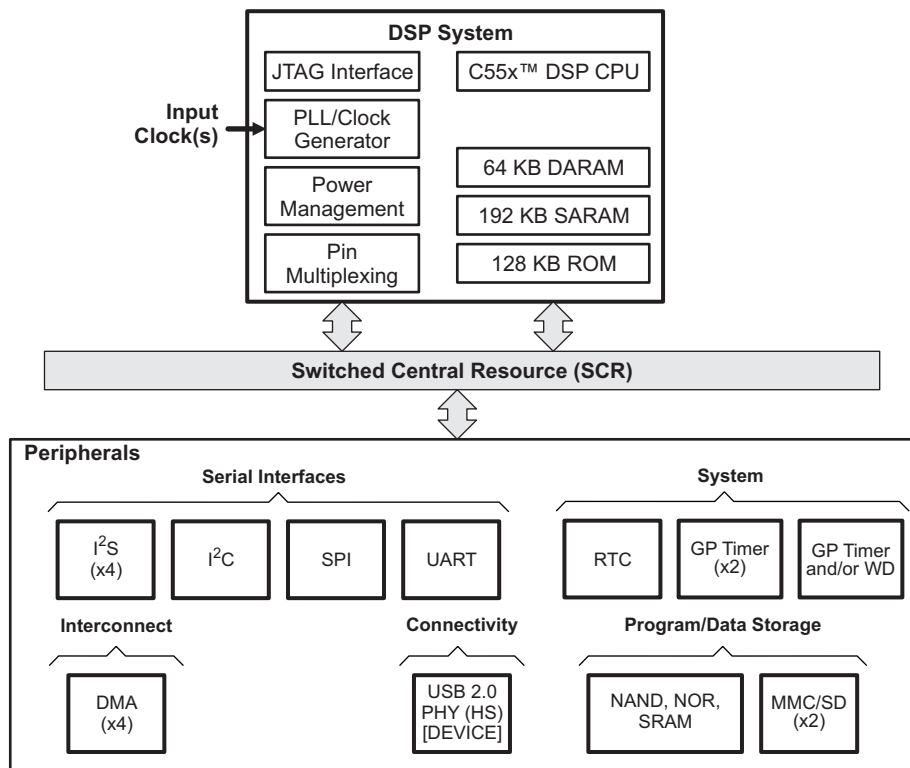 DSP System
JTAG Interface
C55x™ DSP CPU
Input
Clock(s)
PLL/Clock
Generator
64 KB DARAM
Power
Management
192 KB SARAM
Pin
Multiplexing
128 KB ROM
Switched Central Resource (SCR)
Peripherals
Serial Interfaces
System
I²S
(x4)
I²C
SPI
UART
RTC
GP Timer
(x2)
GP Timer
and/or WD
Interconnect
Connectivity
Program/Data Storage
DMA
(x4)
USB 2.0
PHY (HS)
[DEVICE]
NAND, NOR,
SRAM
MMC/SD
(x2)